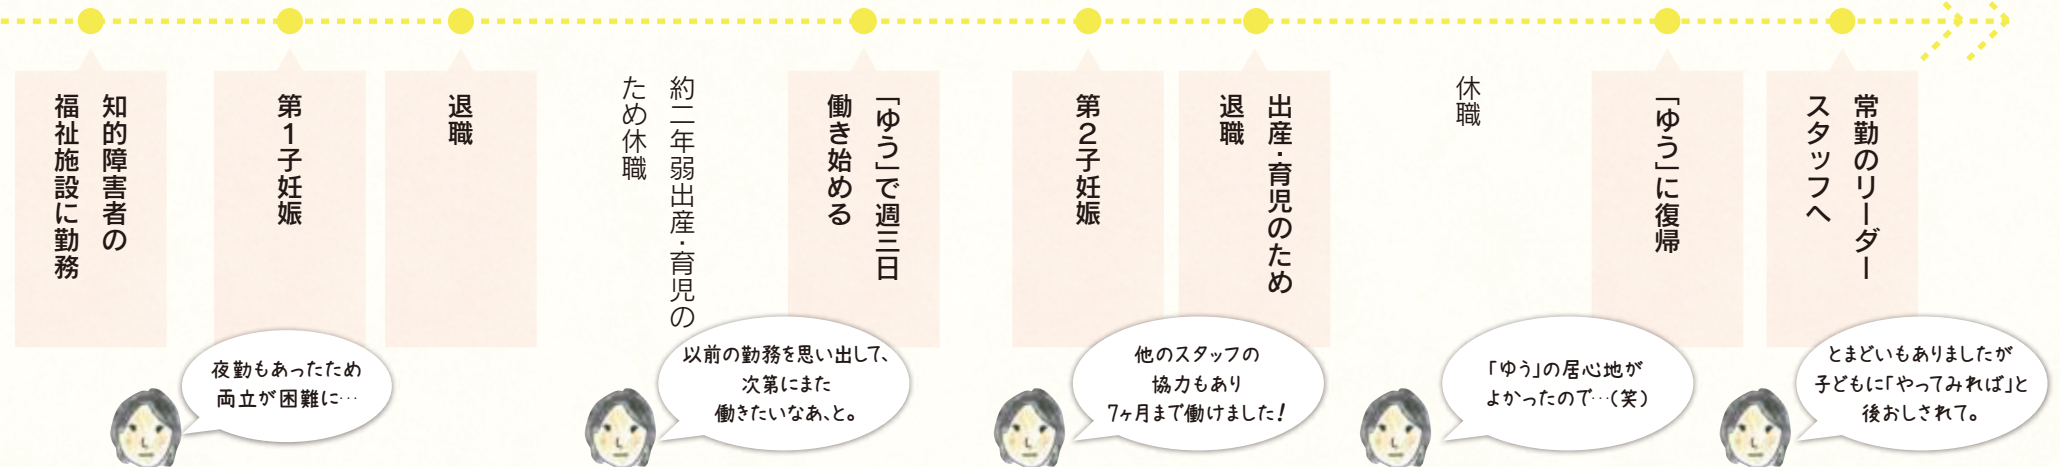 知的障害者の
福祉施設に勤務
第1子妊娠
夜勤もあったため
両立が困難に…
退職
約二年弱出産・育児の
ため休職
「ゆう」で週三日
働き始める
以前の勤務を思い出して、
次第にまた
働きたいなあ、と。
第2子妊娠
他のスタッフの
協力もあり
7ヶ月まで働けました!
出産・育児のため
退職
休職
「ゆう」の居心地が
よかったので…(笑)
「ゆう」に復帰
常勤のリーダー
スタッフへ
とまどいもありましたが
子どもに「やってみれば」と
後おしされて。